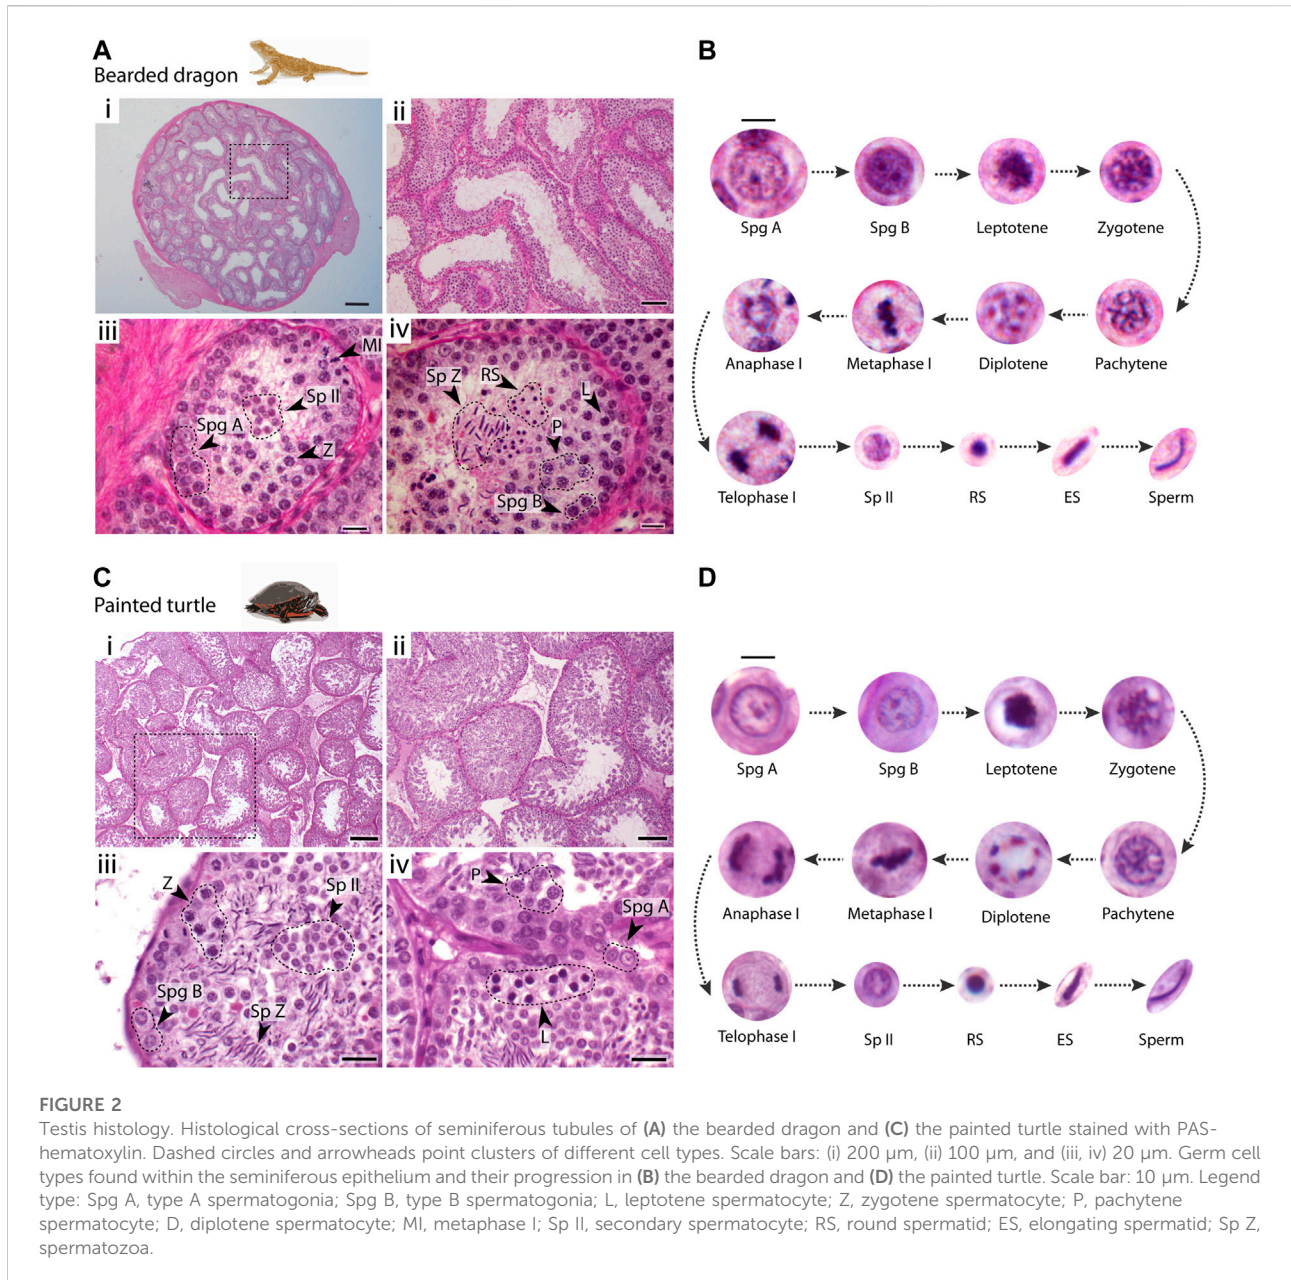 A
Bearded dragon
i
ii
iii
MI
Sp II
Spg A
Z
iv
Sp Z
RS
L
P
Spg B
B
Spg A
Spg B
Leptotene
Zygotene
Anaphase I
Metaphase I
Diplotene
Pachytene
Telophase I
Sp II
RS
ES
Sperm
C
Painted turtle
i
ii
iii
Z
Sp II
Spg B
Sp Z
iv
P
Spg A
L
D
Spg A
Spg B
Leptotene
Zygotene
Anaphase I
Metaphase I
Diplotene
Pachytene
Telophase I
Sp II
RS
ES
Sperm
FIGURE 2
Testis histology. Histological cross-sections of seminiferous tubules of (A) the bearded dragon and (C) the painted turtle stained with PAS-
hematoxylin. Dashed circles and arrowheads point clusters of different cell types. Scale bars: (i) 200 µm, (ii) 100 µm, and (iii, iv) 20 µm. Germ cell
types found within the seminiferous epithelium and their progression in (B) the bearded dragon and (D) the painted turtle. Scale bar: 10 µm. Legend
type: Spg A, type A spermatogonia; Spg B, type B spermatogonia; L, leptotene spermatocyte; Z, zygotene spermatocyte; P, pachytene
spermatocyte; D, diplotene spermatocyte; MI, metaphase I; Sp II, secondary spermatocyte; RS, round spermatid; ES, elongating spermatid; Sp Z,
spermatozoa.